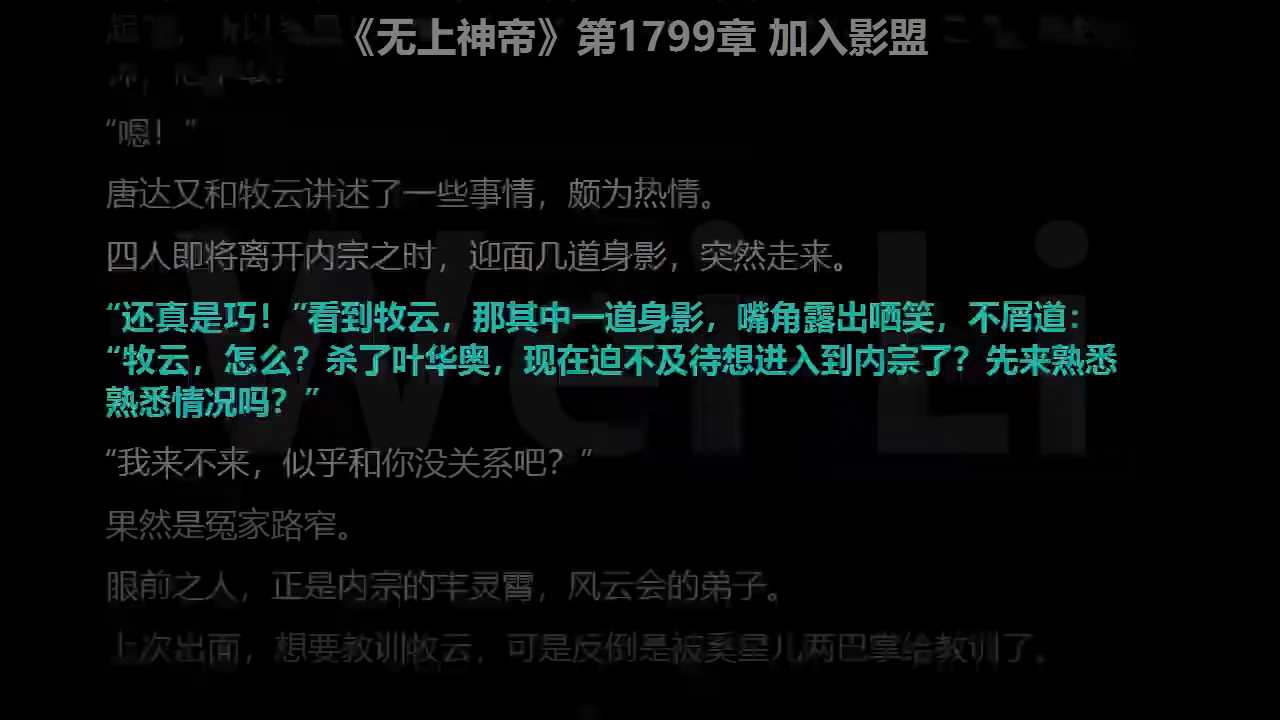 《无上神帝》第1799章 加入影盟
“嗯！”
唐达又和牧云讲述了一些事情，颇为热情。
四人即将离开内宗之时，迎面几道身影，突然走来。
“还真是巧！”看到牧云，那其中一道身影，嘴角露出哂笑，不屑道：
“牧云，怎么？杀了叶华奥，现在迫不及待想进入到内宗了？先来熟悉
熟悉情况吗？”
“我来不来，似乎和你没关系吧？”
果然是冤家路窄。
眼前之人，正是内宗的丰灵霄，风云会的弟子。
上次出面，想要教训牧云，可是反倒是被奚星儿两巴掌给教训了。
Wei Li